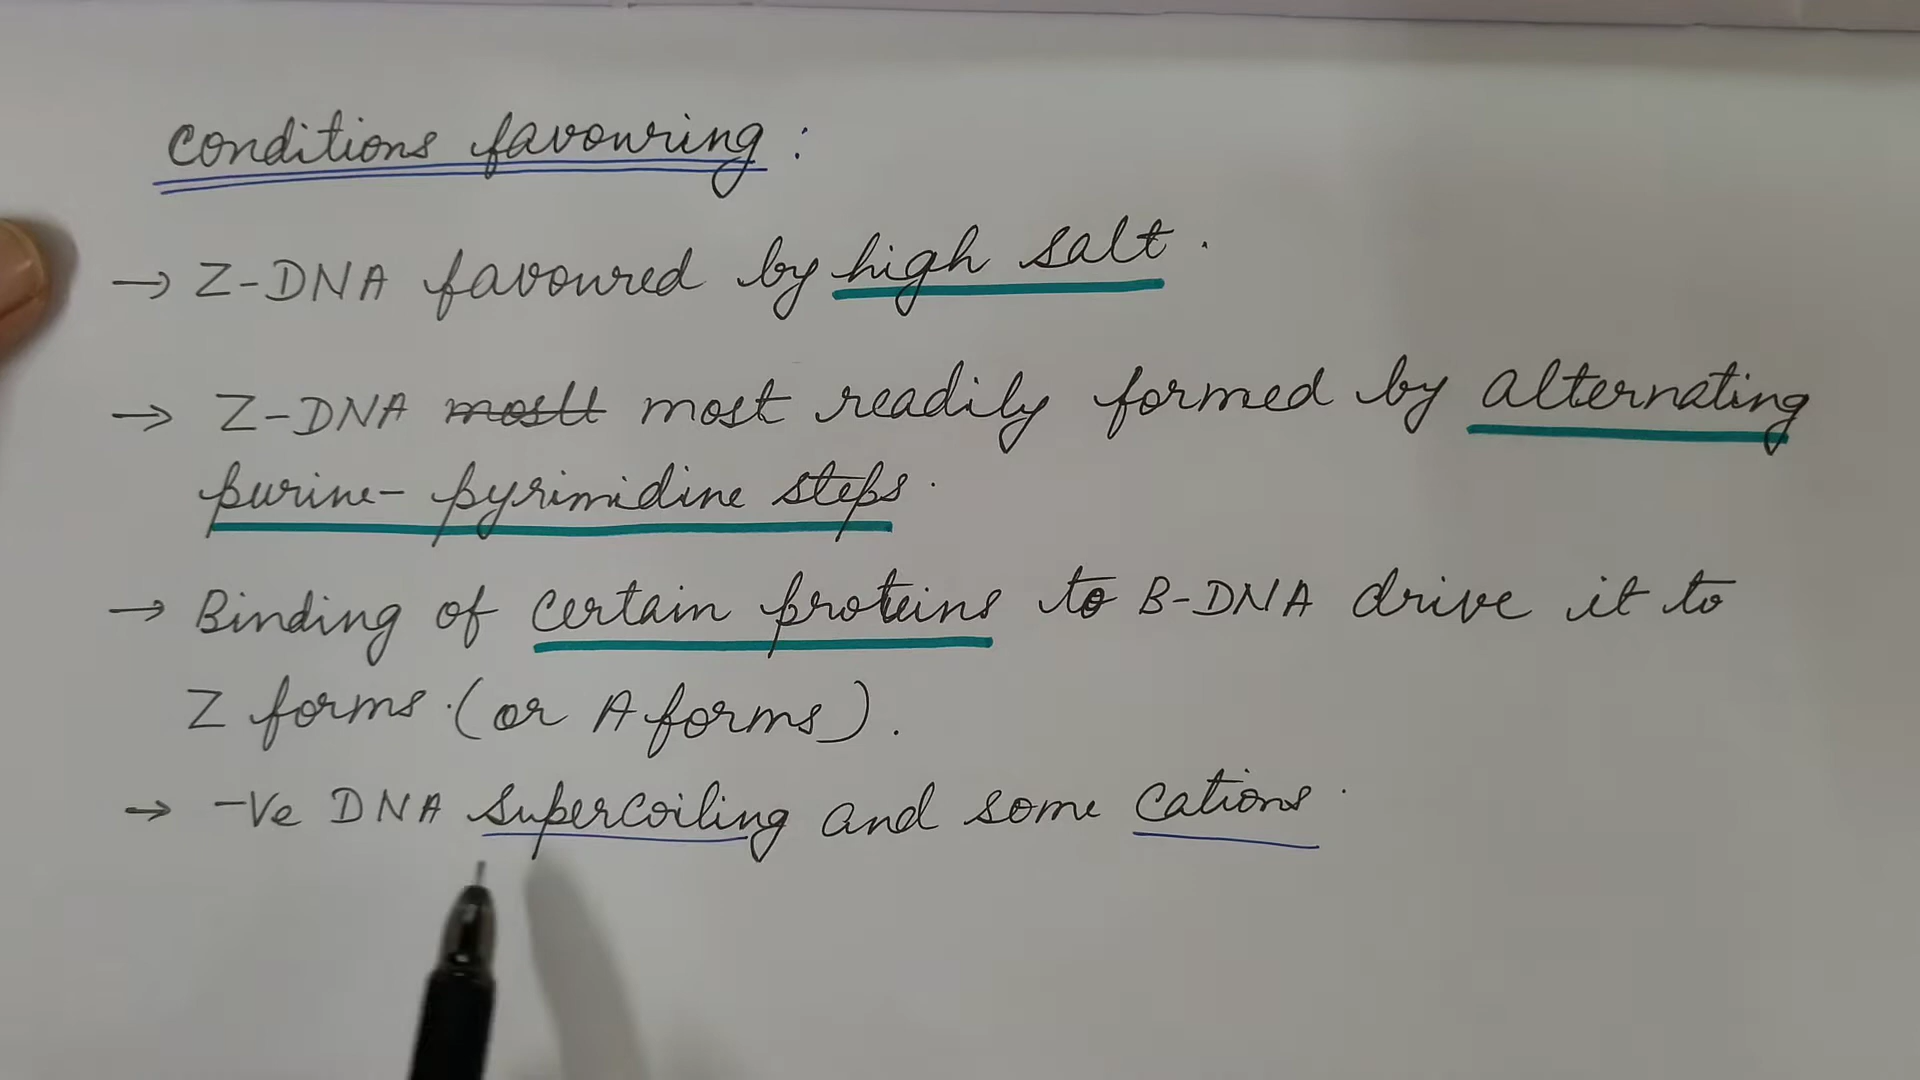 Conditions favouring :
→ Z-DNA favoured by high salt.
→ Z-DNA mostt most readily formed by alternating
purine- pyrimidine steps.
→ Binding of certain proteins to B-DNA drive it to
Z forms. (or A forms).
→ -Ve DNA supercoiling and some cations.